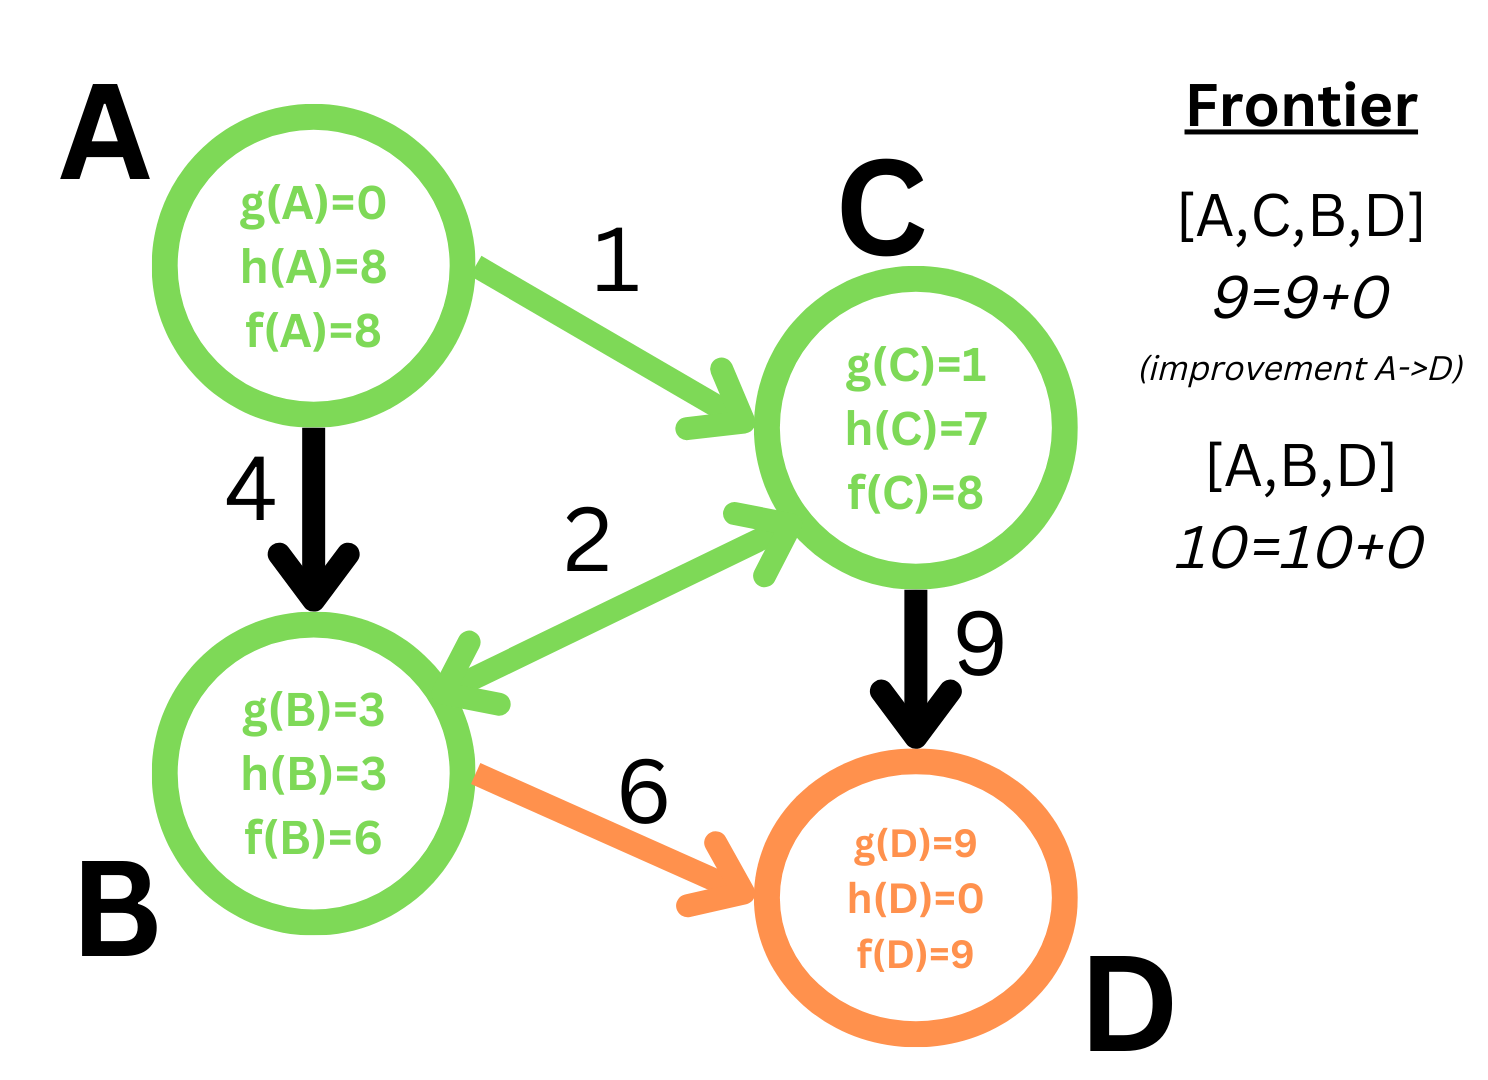 A
g(A)=0
h(A)=8
f(A)=8
1
C
g(C)=1
h(C)=7
f(C)=8
4
2
9
B
g(B)=3
h(B)=3
f(B)=6
6
D
g(D)=9
h(D)=0
f(D)=9
Frontier
[A,C,B,D]
9=9+0
(improvement A->D)
[A,B,D]
10=10+0